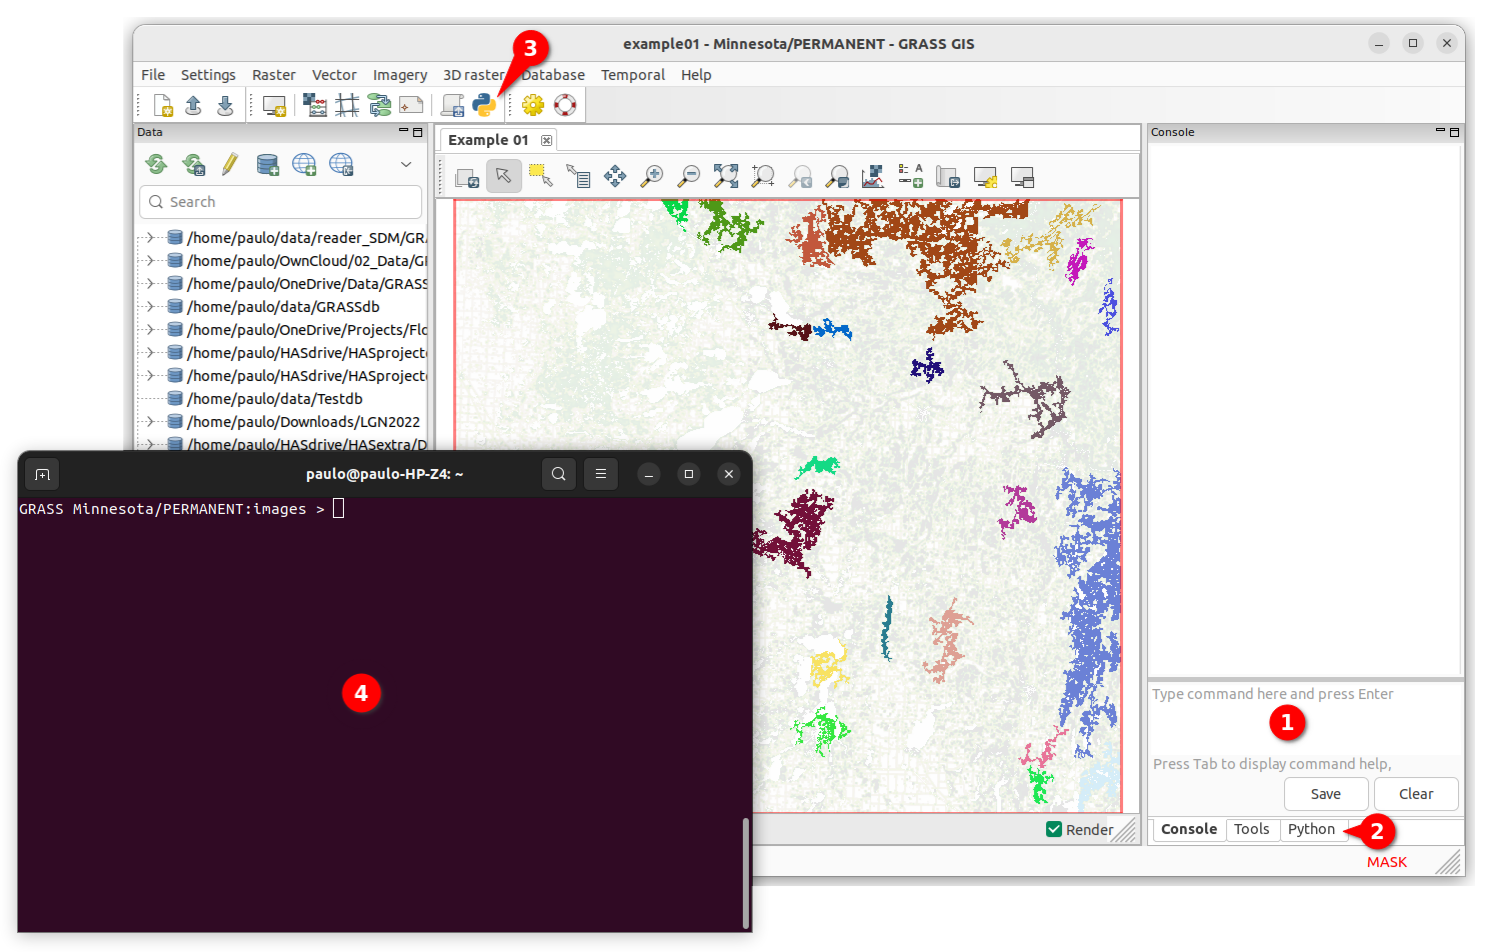 3
example01 - Minnesota/PERMANENT - GRASS GIS
File Settings Raster Vector Imagery 3D raster Database Temporal Help
Data
Example 01
Console
Search
/home/paulo/data/reader_SDM/GRA
/home/paulo/OwnCloud/02_Data/GI
/home/paulo/OneDrive/Data/GRASS
/home/paulo/data/GRASSdb
/home/paulo/OneDrive/Projects/Flo
/home/paulo/HASdrive/HASproject
/home/paulo/HASdrive/HASproject
/home/paulo/data/Testdb
/home/paulo/Downloads/LGN2022
/home/paulo/HASdrive/HASextra/D
paulo@paulo-HP-Z4: ~
GRASS Minnesota/PERMANENT:images >
4
Type command here and press Enter
1
Press Tab to display command help,
Save Clear
Render
Console Tools Python
2
MASK